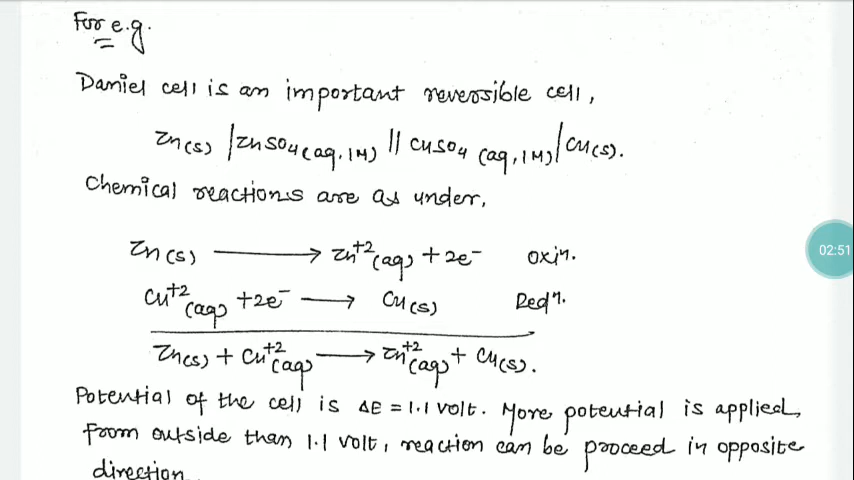 For e.g.
Daniel cell is an important reversible cell,
Zn(s) | ZnSO4 (aq, 1M) || CuSO4 (aq, 1M) | Cu(s).
Chemical reactions are as under,
Zn(s) ⟶ Zn+2(aq) + 2e- Oxiⁿ.
02:51
Cu+2(aq) + 2e- ⟶ Cu(s) Redⁿ.
Zn(s) + Cu+2(aq) ⟶ Zn+2(aq) + Cu(s).
Potential of the cell is ΔE = 1.1 volt. More potential is applied,
from outside than 1.1 volt, reaction can be proceed in opposite
direction.